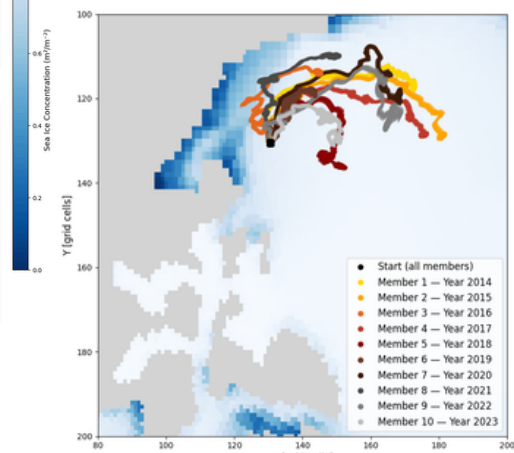 Sea Ice Concentration (m²/m⁻²)
0.6
0.4
0.2
0.0
Y [grid cells]
100
120
140
160
180
200
80
100
120
140
160
180
200
Start (all members)
Member 1 — Year 2014
Member 2 — Year 2015
Member 3 — Year 2016
Member 4 — Year 2017
Member 5 — Year 2018
Member 6 — Year 2019
Member 7 — Year 2020
Member 8 — Year 2021
Member 9 — Year 2022
Member 10 — Year 2023